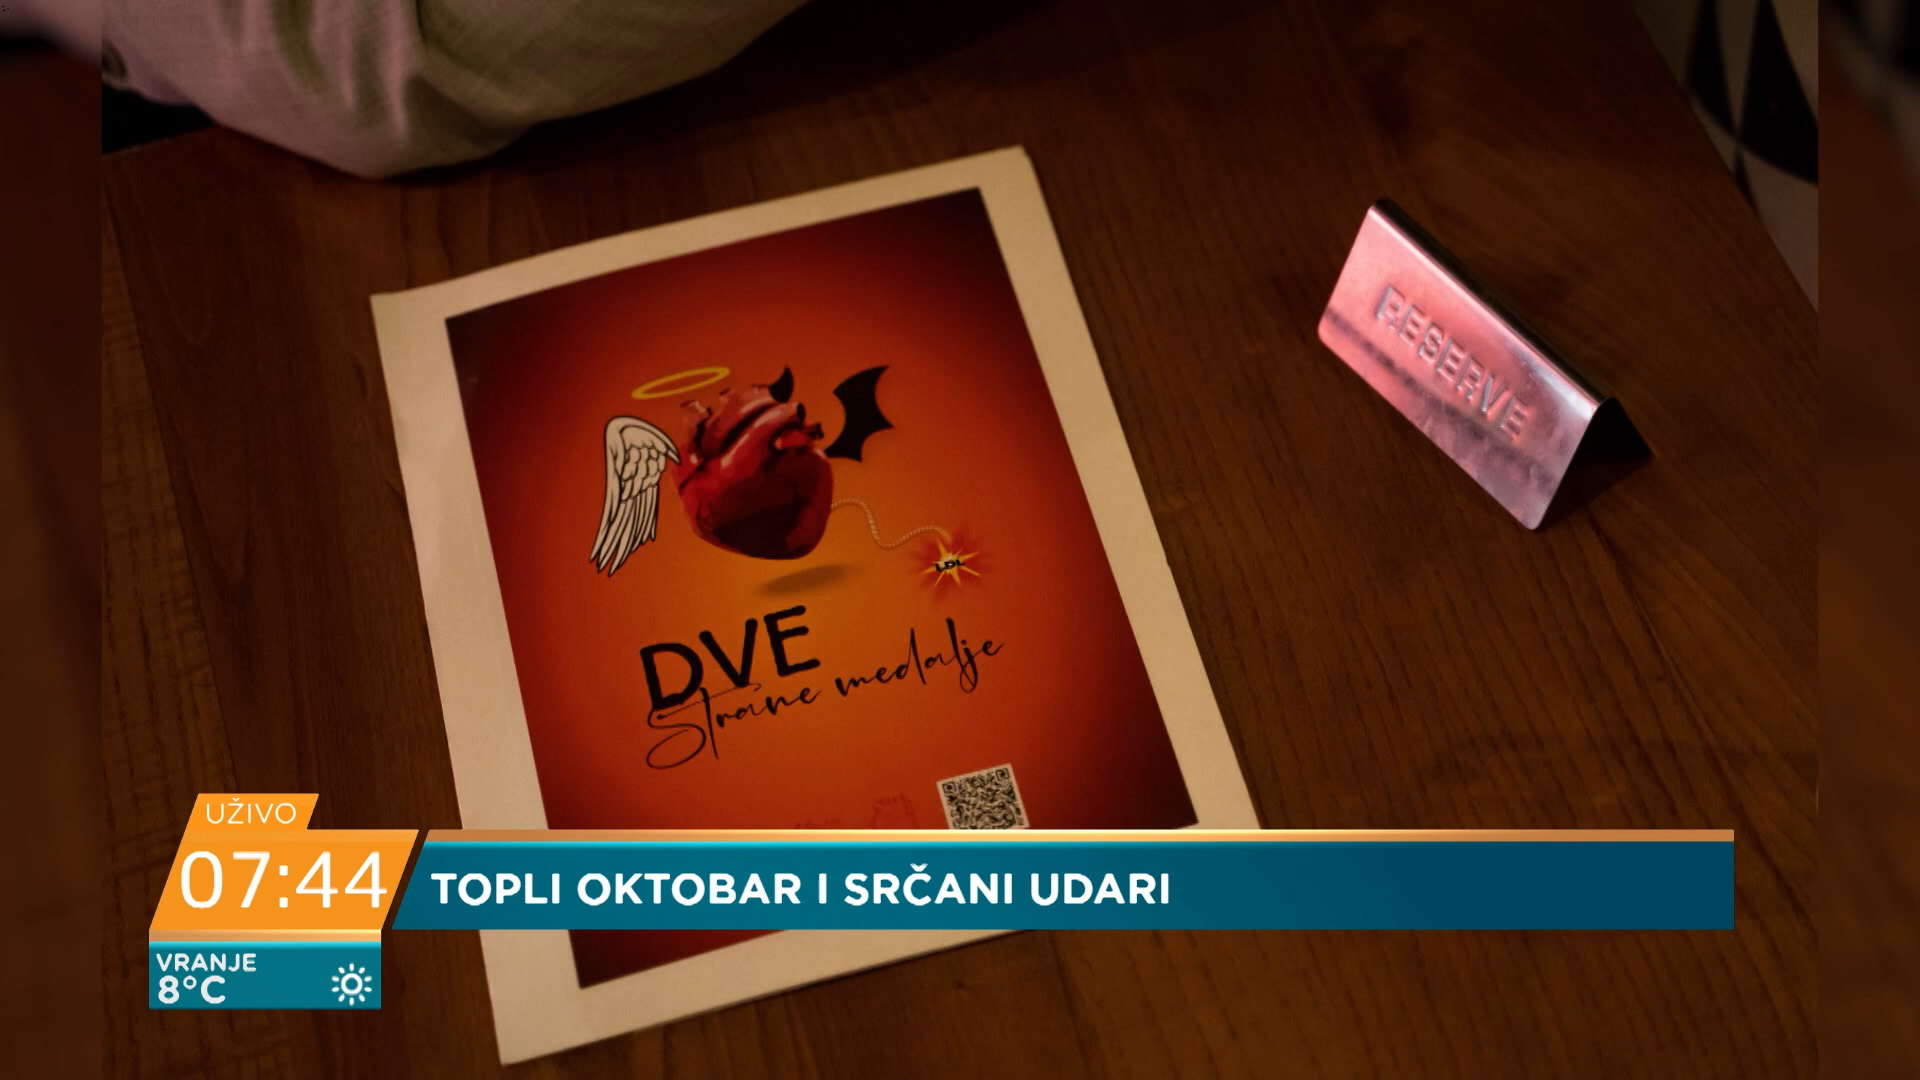 RESERVE
LDL
DVE
Strane medalje
UŽIVO
07:44
TOPLI OKTOBAR I SRČANI UDARI
VRANJE
8°C